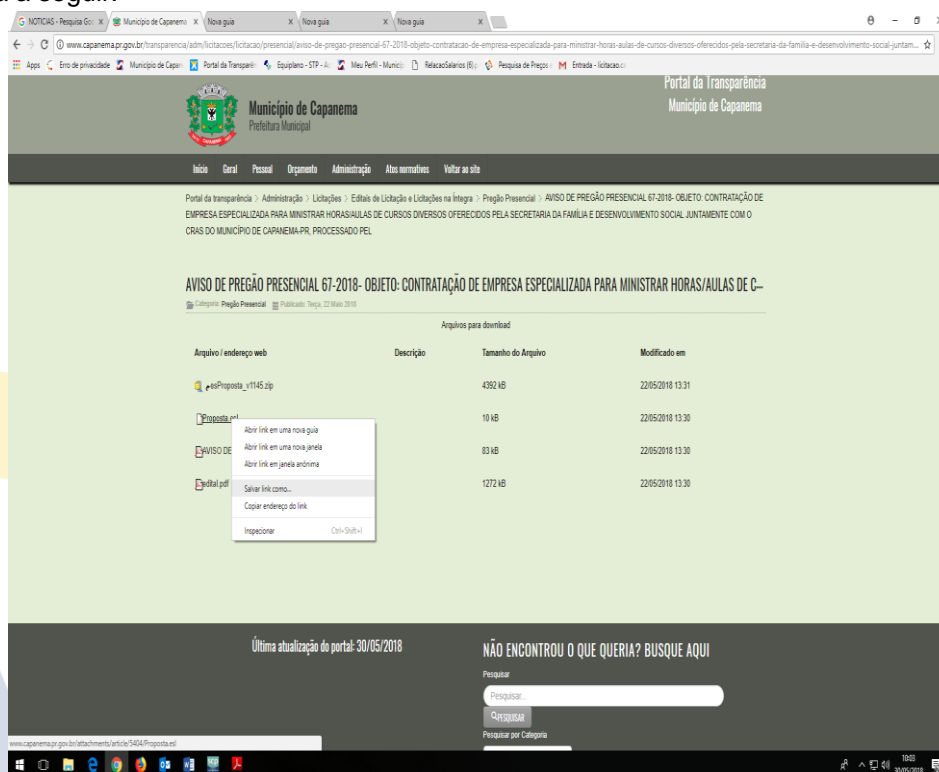 a seguir.
NOTICIAS - Pesquisa Goo
Município de Capanema
Nova guia
Nova guia
Nova guia
www.capanema.pr.gov.br/transparencia/adm/licitacoes/licitacao/presencial/aviso-de-pregao-presencial-67-2018-objeto-contratacao-de-empresa-especializada-para-ministrar-horas-aulas-de-cursos-diversos-oferecidos-pela-secretaria-da-familia-e-desenvolvimento-social-juntam...
Apps Erro de privacidade Município de Capan Portal da Transparên Equiplano - STP - Ac Meu Perfil - Municíp RelacaoSalarios (6).p Pesquisa de Preços - Entrada - licitacao.c
Portal da Transparência
Município de Capanema
Município de Capanema
Prefeitura Municipal
Início Geral Pessoal Orçamento Administração Atos normativos Voltar ao site
Portal da transparência > Administração > Licitações > Editais de Licitação e Licitações na Íntegra > Pregão Presencial > AVISO DE PREGÃO PRESENCIAL 67-2018- OBJETO: CONTRATAÇÃO DE
EMPRESA ESPECIALIZADA PARA MINISTRAR HORAS/AULAS DE CURSOS DIVERSOS OFERECIDOS PELA SECRETARIA DA FAMÍLIA E DESENVOLVIMENTO SOCIAL JUNTAMENTE COM O
CRAS DO MUNICÍPIO DE CAPANEMA-PR, PROCESSADO PEL
AVISO DE PREGÃO PRESENCIAL 67-2018- OBJETO: CONTRATAÇÃO DE EMPRESA ESPECIALIZADA PARA MINISTRAR HORAS/AULAS DE C...
Categoria: Pregão Presencial Publicado: Terça, 22 Maio 2018
Arquivos para download
Arquivo / endereço web Descrição Tamanho do Arquivo Modificado em
esProposta_v1145.zip 4392 kB 22/05/2018 13:31
Proposta.esl 10 kB 22/05/2018 13:30
AVISO DE 83 kB 22/05/2018 13:30
edital.pdf 1272 kB 22/05/2018 13:30
Abrir link em uma nova guia
Abrir link em uma nova janela
Abrir link em janela anônima
Salvar link como...
Copiar endereço do link
Inspecionar Ctrl+Shift+I
Última atualização do portal: 30/05/2018
NÃO ENCONTROU O QUE QUERIA? BUSQUE AQUI
Pesquisar
Pesquisar...
PESQUISAR
Pesquisar por Categoria
www.capanema.pr.gov.br/attachments/article/5404/Proposta.esl
10:03
30/05/2018